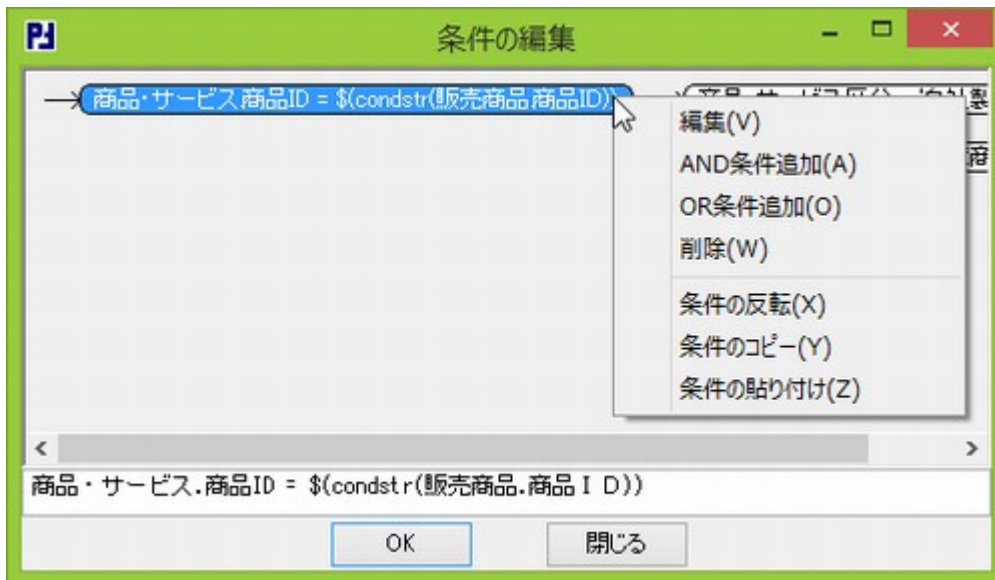 条件の編集
商品・サービス.商品ID = $(condstr(販売商品.商品ID))
編集(V)
AND条件追加(A)
OR条件追加(O)
削除(W)
条件の反転(X)
条件のコピー(Y)
条件の貼り付け(Z)
商品・サービス.商品ID = $(condstr(販売商品.商品ＩＤ))
OK
閉じる